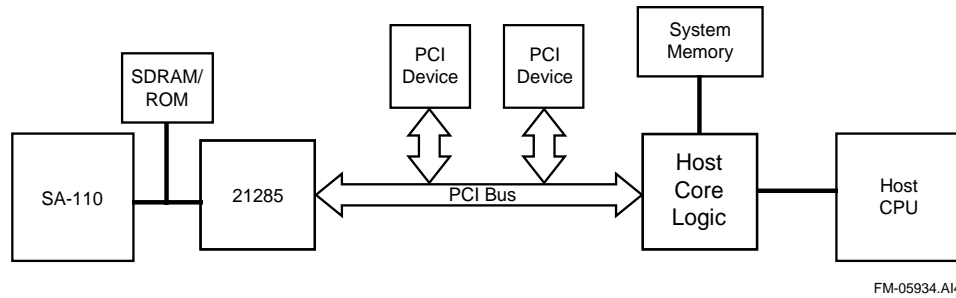 System
Memory
PCI
Device
PCI
Device
SDRAM/
ROM
SA-110
21285
PCI Bus
Host
Core
Logic
Host
CPU
FM-05934.AI4